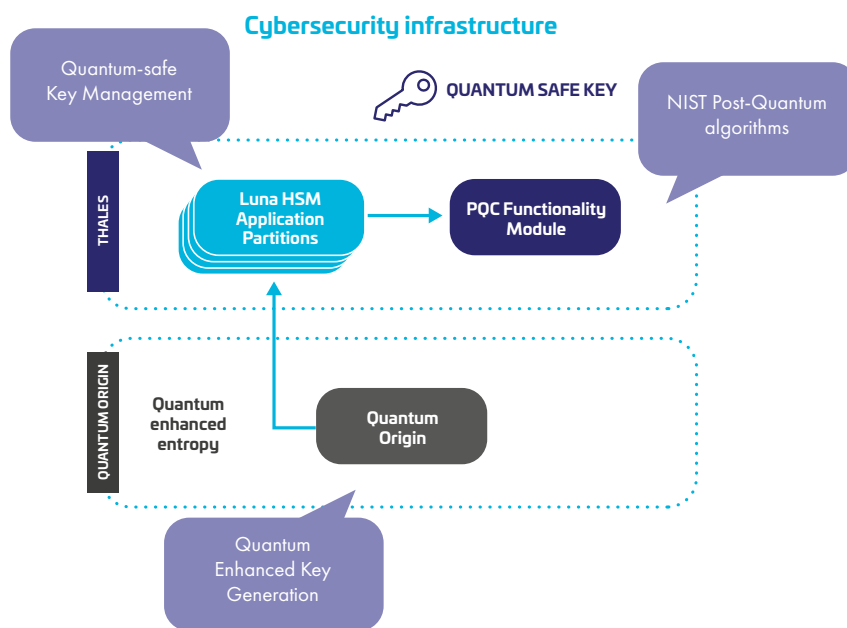 Cybersecurity infrastructure
Quantum-safe
Key Management
QUANTUM SAFE KEY
NIST Post-Quantum
algorithms
THALES
Luna HSM
Application
Partitions
PQC Functionality
Module
QUANTUM ORIGIN
Quantum
enhanced
entropy
Quantum
Origin
Quantum
Enhanced Key
Generation